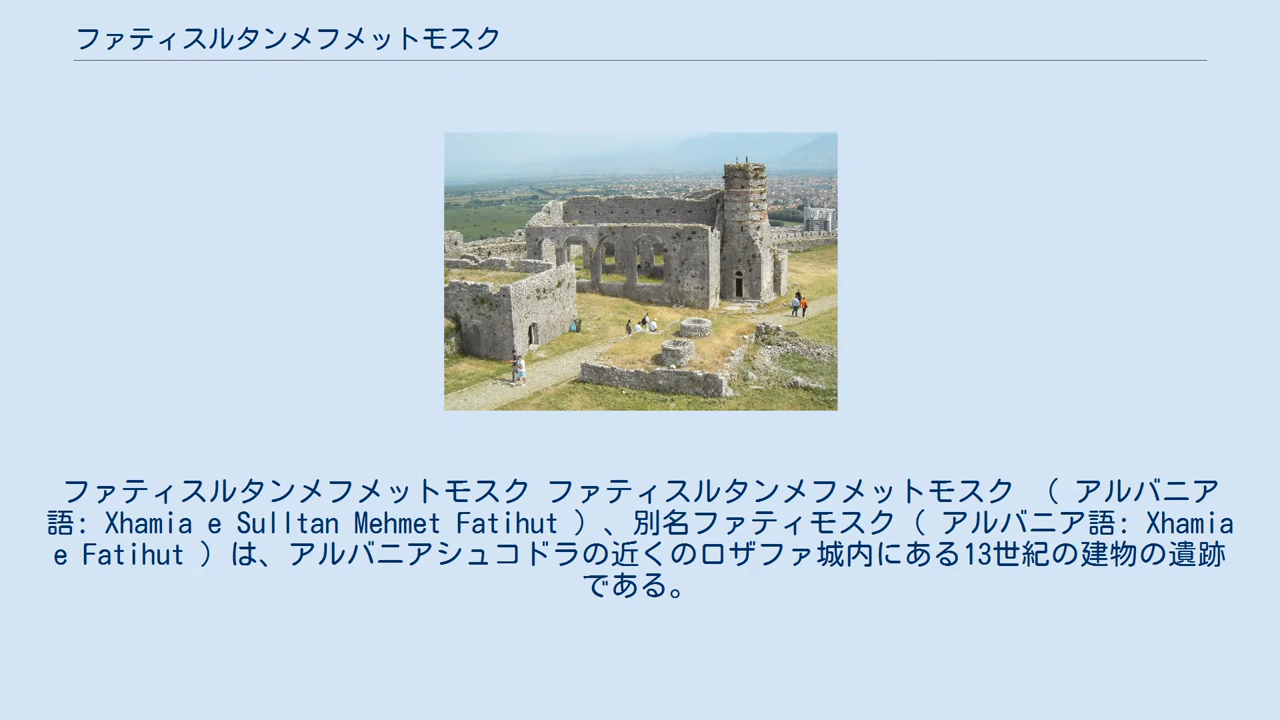 ファティスルタンメフメットモスク
ファティスルタンメフメットモスク ファティスルタンメフメットモスク （ アルバニア
語: Xhamia e Sulltan Mehmet Fatihut ）、別名ファティモスク（ アルバニア語: Xhamia
e Fatihut ）は、アルバニアシュコドラの近くのロザファ城内にある13世紀の建物の遺跡
である。